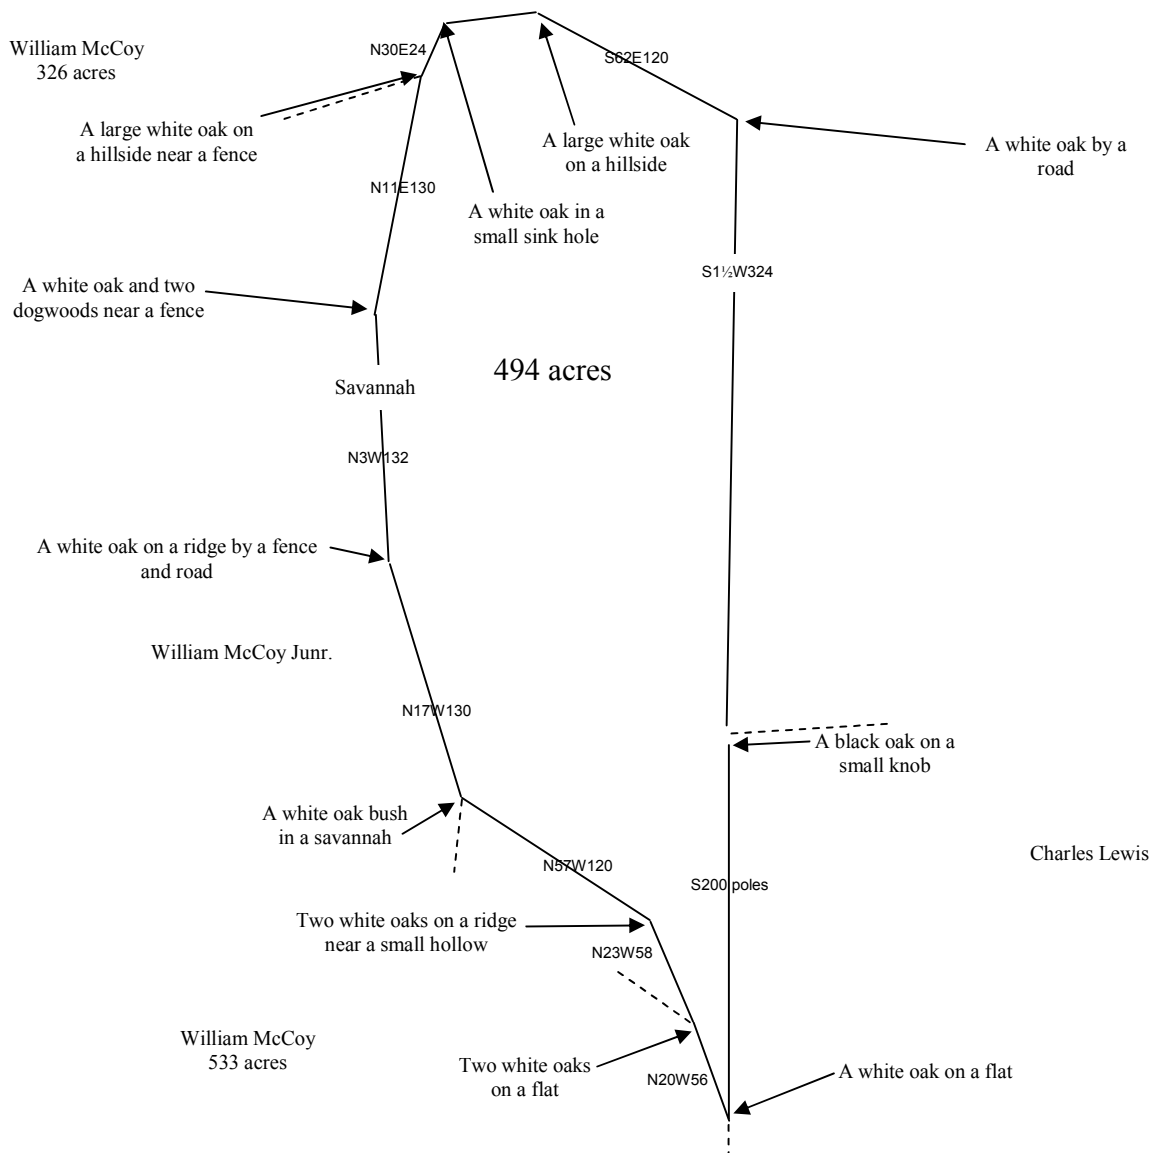 William McCoy
326 acres
N30E24
S62E120
A large white oak on
a hillside near a fence
A large white oak
on a hillside
A white oak by a
road
N11E130
A white oak in a
small sink hole
S1½W324
A white oak and two
dogwoods near a fence
494 acres
Savannah
N3W132
A white oak on a ridge by a fence
and road
William McCoy Junr.
N17W130
A black oak on a
small knob
A white oak bush
in a savannah
Charles Lewis
N57W120
S200 poles
Two white oaks on a ridge
near a small hollow
N23W58
William McCoy
533 acres
Two white oaks
on a flat
N20W56
A white oak on a flat